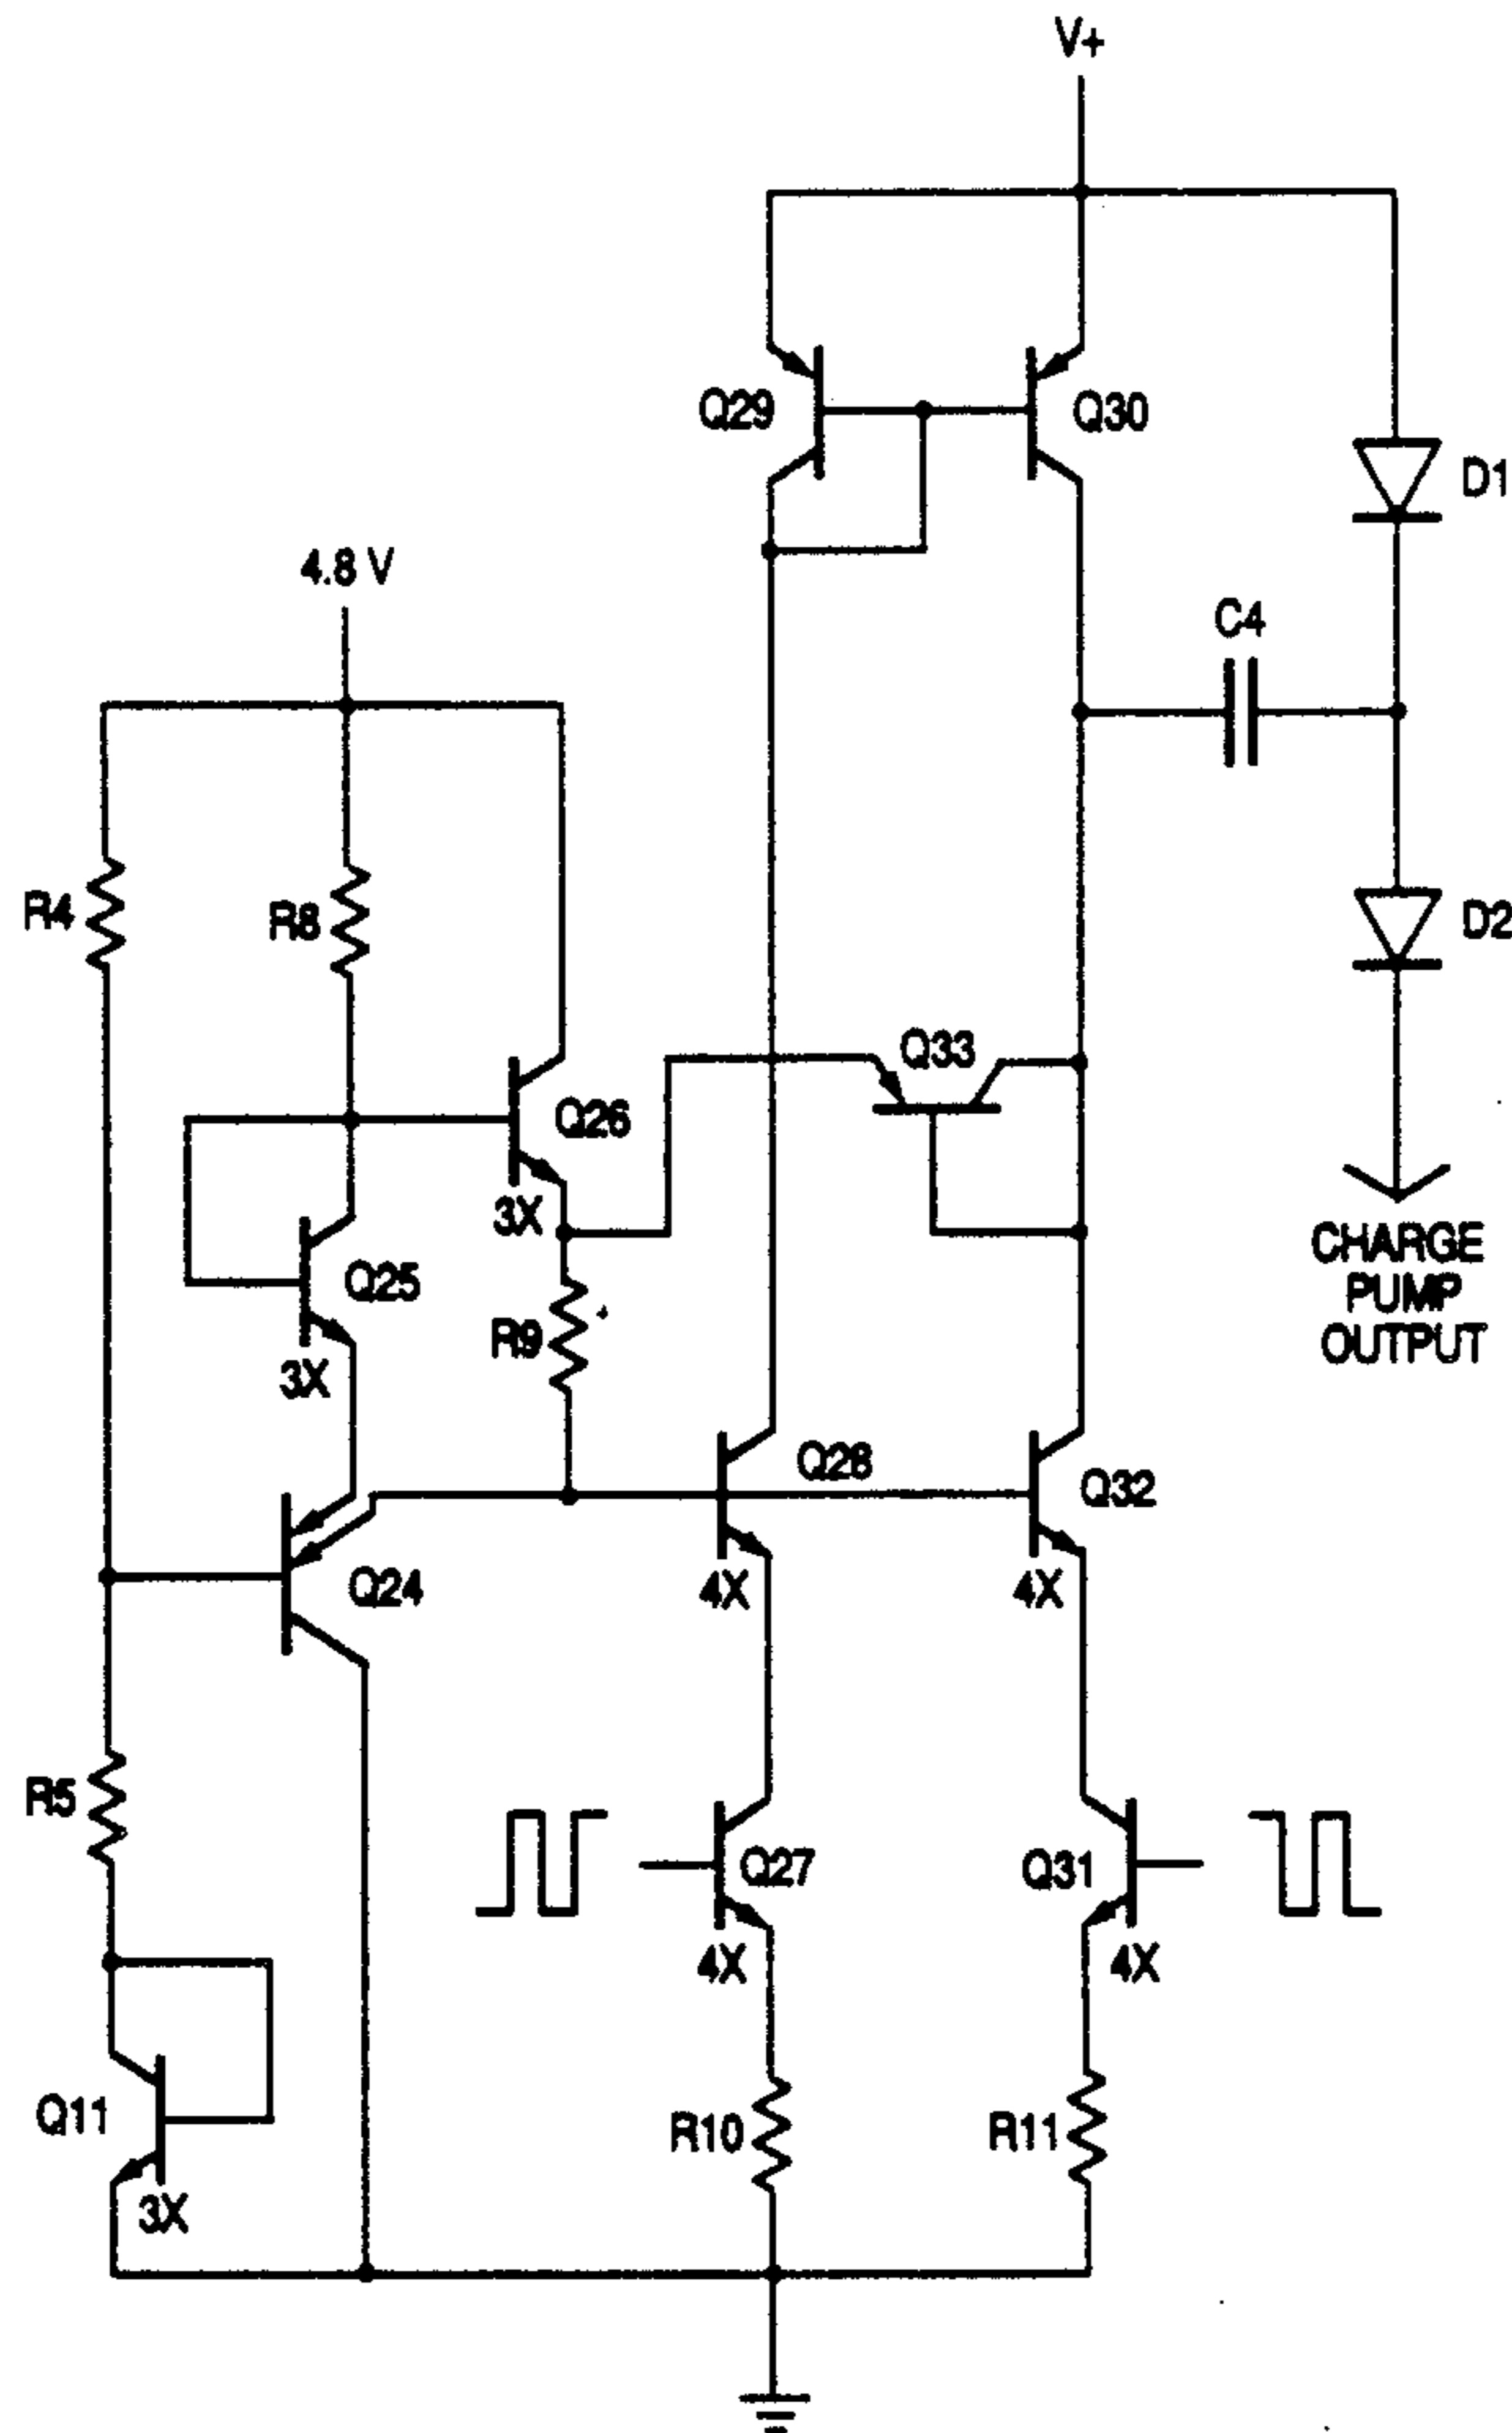 V+
Q29
Q30
D1
4.8 V
C4
R4
R8
D2
Q33
Q26
3X
Q25
3X
R9
CHARGE
PUMP
OUTPUT
Q28
Q32
Q24
4X
4X
R5
Q27
Q31
4X
4X
Q11
3X
R10
R11